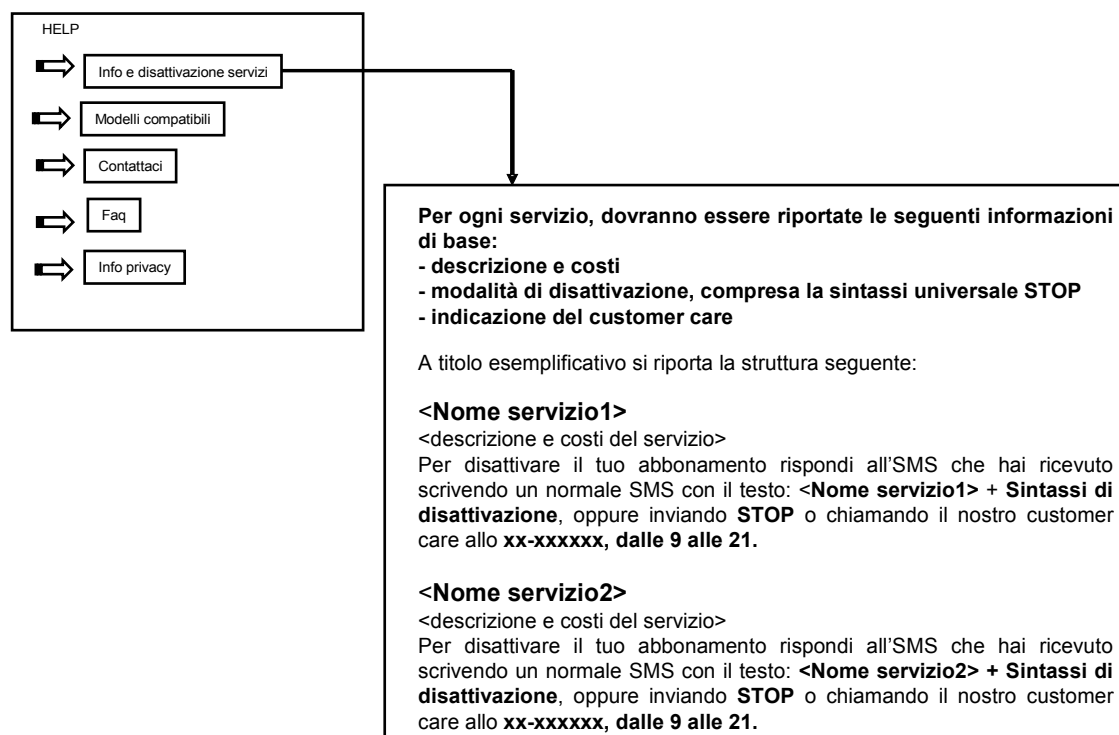 HELP
Info e disattivazione servizi
Modelli compatibili
Contattaci
Faq
Info privacy
Per ogni servizio, dovranno essere riportate le seguenti informazioni
di base:
- descrizione e costi
- modalità di disattivazione, compresa la sintassi universale STOP
- indicazione del customer care
A titolo esemplificativo si riporta la struttura seguente:
<Nome servizio1>
<descrizione e costi del servizio>
Per disattivare il tuo abbonamento rispondi all'SMS che hai ricevuto
scrivendo un normale SMS con il testo: <Nome servizio1> + Sintassi di
disattivazione, oppure inviando STOP o chiamando il nostro customer
care allo xx-xxxxxx, dalle 9 alle 21.
<Nome servizio2>
<descrizione e costi del servizio>
Per disattivare il tuo abbonamento rispondi all'SMS che hai ricevuto
scrivendo un normale SMS con il testo: <Nome servizio2> + Sintassi di
disattivazione, oppure inviando STOP o chiamando il nostro customer
care allo xx-xxxxxx, dalle 9 alle 21.